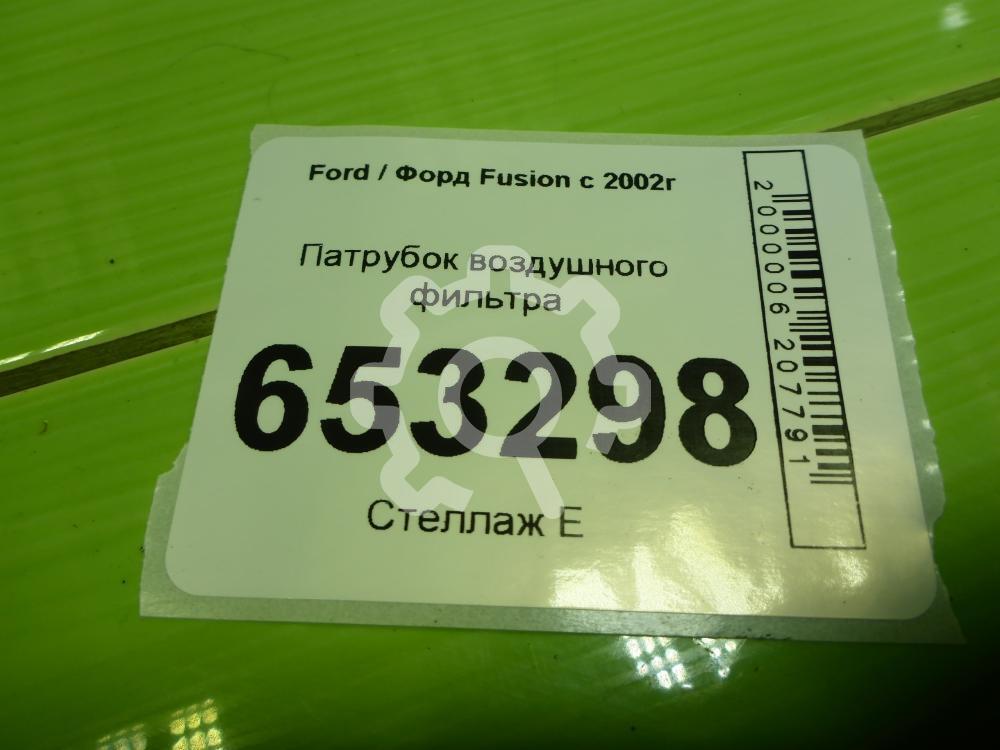 Ford / Форд Fusion с 2002г
Патрубок воздушного
фильтра
653298
Стеллаж Е
2000006207791